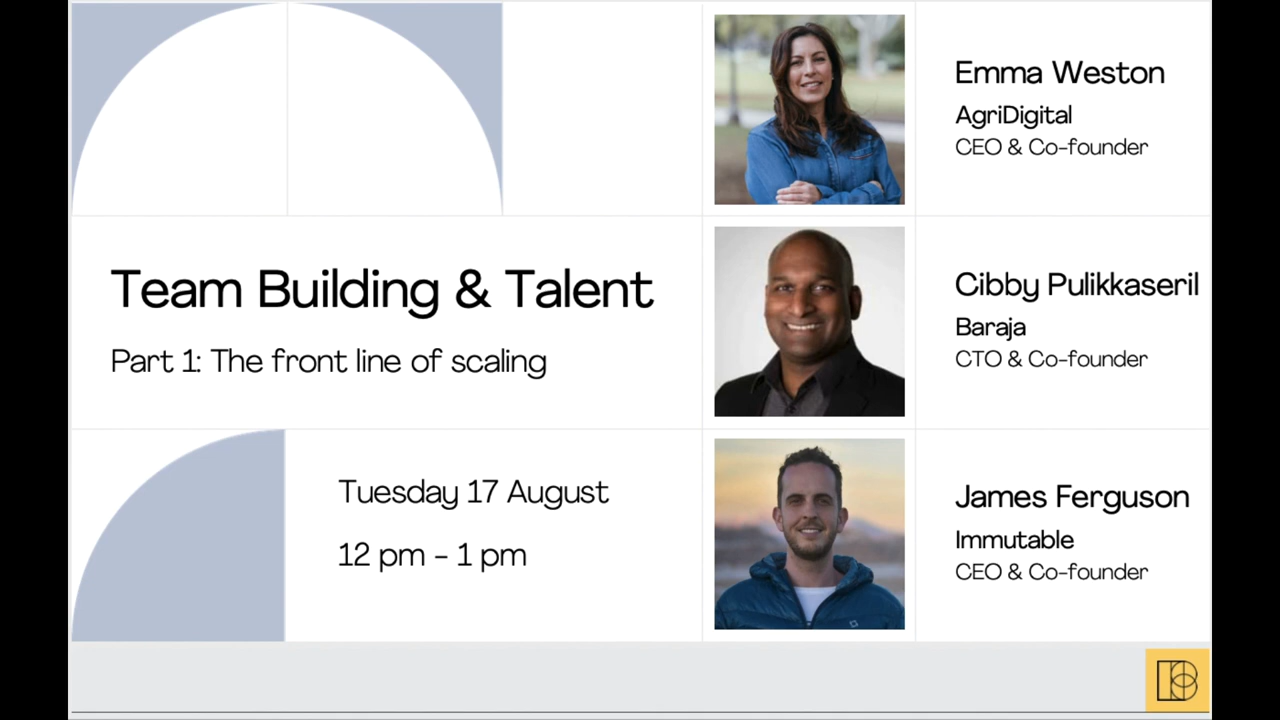 Team Building & Talent
Part 1: The front line of scaling
Tuesday 17 August
12 pm – 1 pm
Emma Weston
AgriDigital
CEO & Co-founder
Cibby Pulikkaseril
Baraja
CTO & Co-founder
James Ferguson
Immutable
CEO & Co-founder